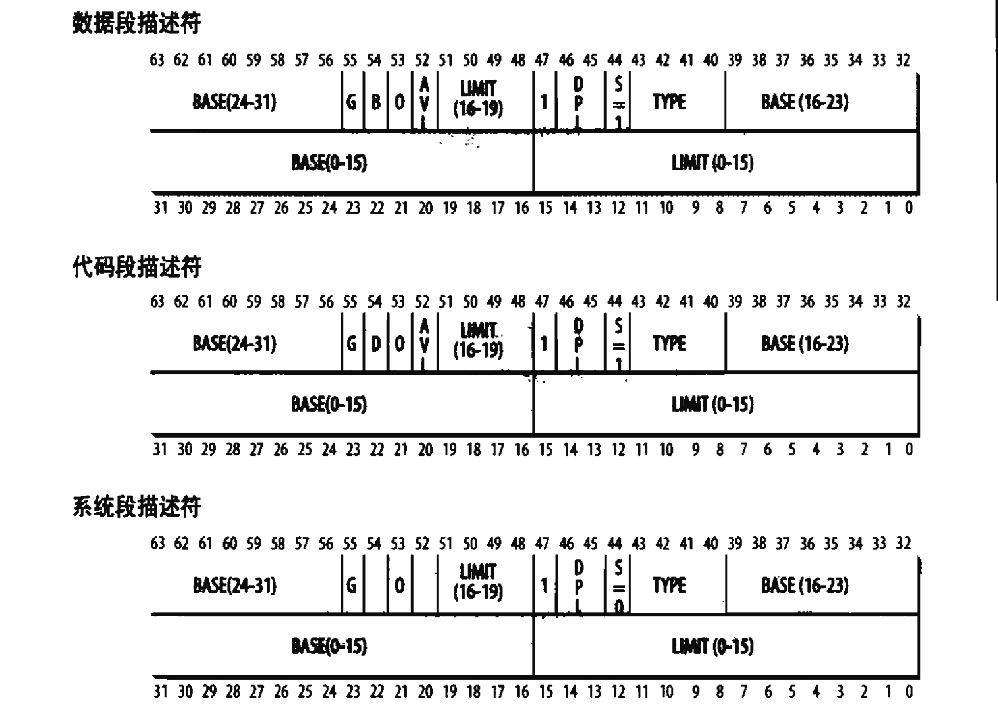 数据段描述符
63 62 61 60 59 58 57 56 55 54 53 52 51 50 49 48 47 46 45 44 43 42 41 40 39 38 37 36 35 34 33 32
BASE(24-31) G B 0 AVL LIMIT (16-19) 1 DPL S=1 TYPE BASE (16-23)
BASE(0-15) LIMIT (0-15)
31 30 29 28 27 26 25 24 23 22 21 20 19 18 17 16 15 14 13 12 11 10 9 8 7 6 5 4 3 2 1 0
代码段描述符
63 62 61 60 59 58 57 56 55 54 53 52 51 50 49 48 47 46 45 44 43 42 41 40 39 38 37 36 35 34 33 32
BASE(24-31) G D 0 AVL LIMIT (16-19) 1 DPL S=1 TYPE BASE (16-23)
BASE(0-15) LIMIT (0-15)
31 30 29 28 27 26 25 24 23 22 21 20 19 18 17 16 15 14 13 12 11 10 9 8 7 6 5 4 3 2 1 0
系统段描述符
63 62 61 60 59 58 57 56 55 54 53 52 51 50 49 48 47 46 45 44 43 42 41 40 39 38 37 36 35 34 33 32
BASE(24-31) G 0 LIMIT (16-19) 1 DPL S=0 TYPE BASE (16-23)
BASE(0-15) LIMIT (0-15)
31 30 29 28 27 26 25 24 23 22 21 20 19 18 17 16 15 14 13 12 11 10 9 8 7 6 5 4 3 2 1 0